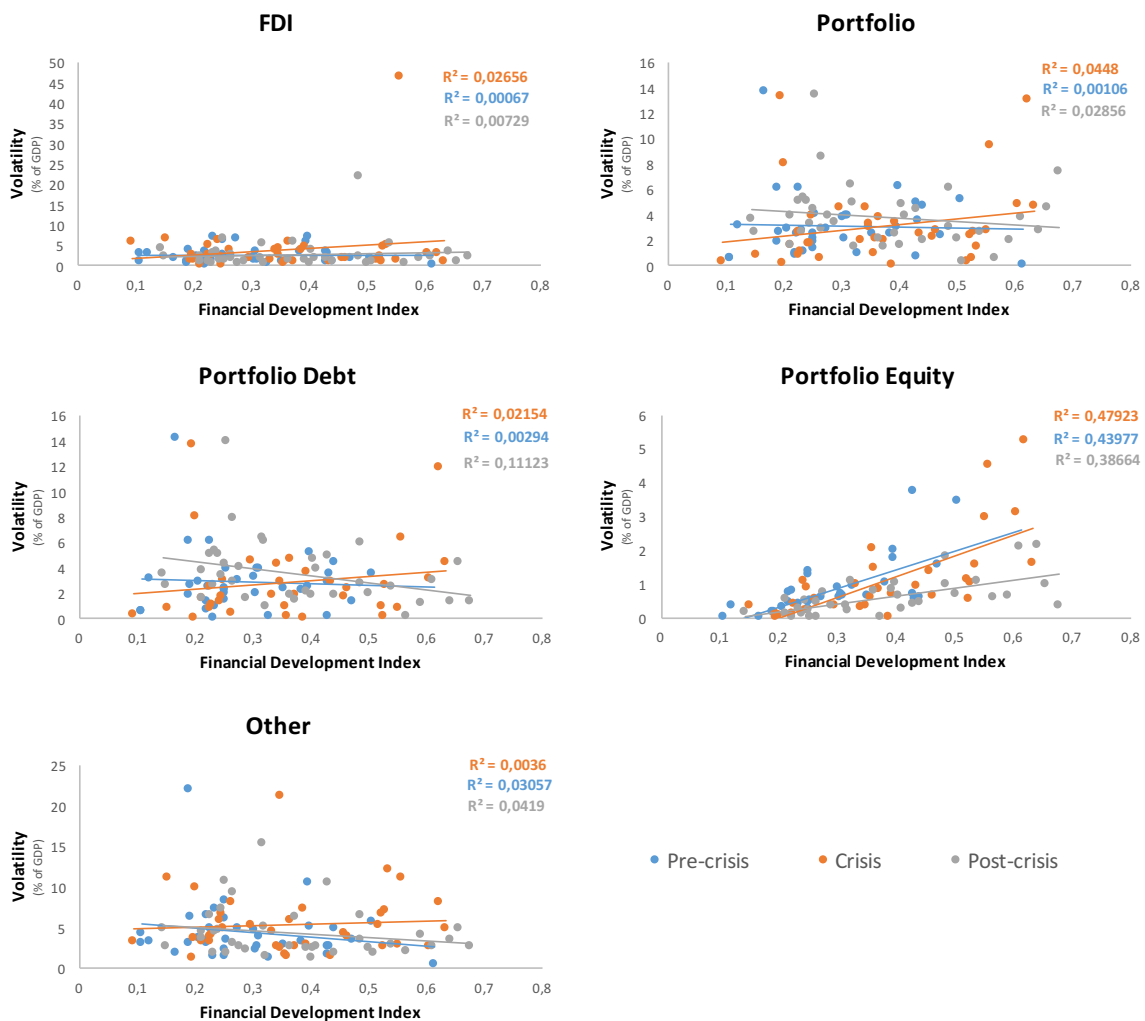 FDI
50
45
40
35
30
25
20
15
10
5
0
Volatility
(% of GDP)
R² = 0,02656
R² = 0,00067
R² = 0,00729
0 0,1 0,2 0,3 0,4 0,5 0,6 0,7 0,8
Financial Development Index
Portfolio
16
14
12
10
8
6
4
2
0
Volatility
(% of GDP)
R² = 0,0448
R² = 0,00106
R² = 0,02856
0 0,1 0,2 0,3 0,4 0,5 0,6 0,7 0,8
Financial Development Index
Portfolio Debt
16
14
12
10
8
6
4
2
0
Volatility
(% of GDP)
R² = 0,02154
R² = 0,00294
R² = 0,11123
0 0,1 0,2 0,3 0,4 0,5 0,6 0,7 0,8
Financial Development Index
Portfolio Equity
6
5
4
3
2
1
0
Volatility
(% of GDP)
R² = 0,47923
R² = 0,43977
R² = 0,38664
0 0,1 0,2 0,3 0,4 0,5 0,6 0,7 0,8
Financial Development Index
Other
25
20
15
10
5
0
Volatility
(% of GDP)
R² = 0,0036
R² = 0,03057
R² = 0,0419
0 0,1 0,2 0,3 0,4 0,5 0,6 0,7 0,8
Financial Development Index
Pre-crisis Crisis Post-crisis